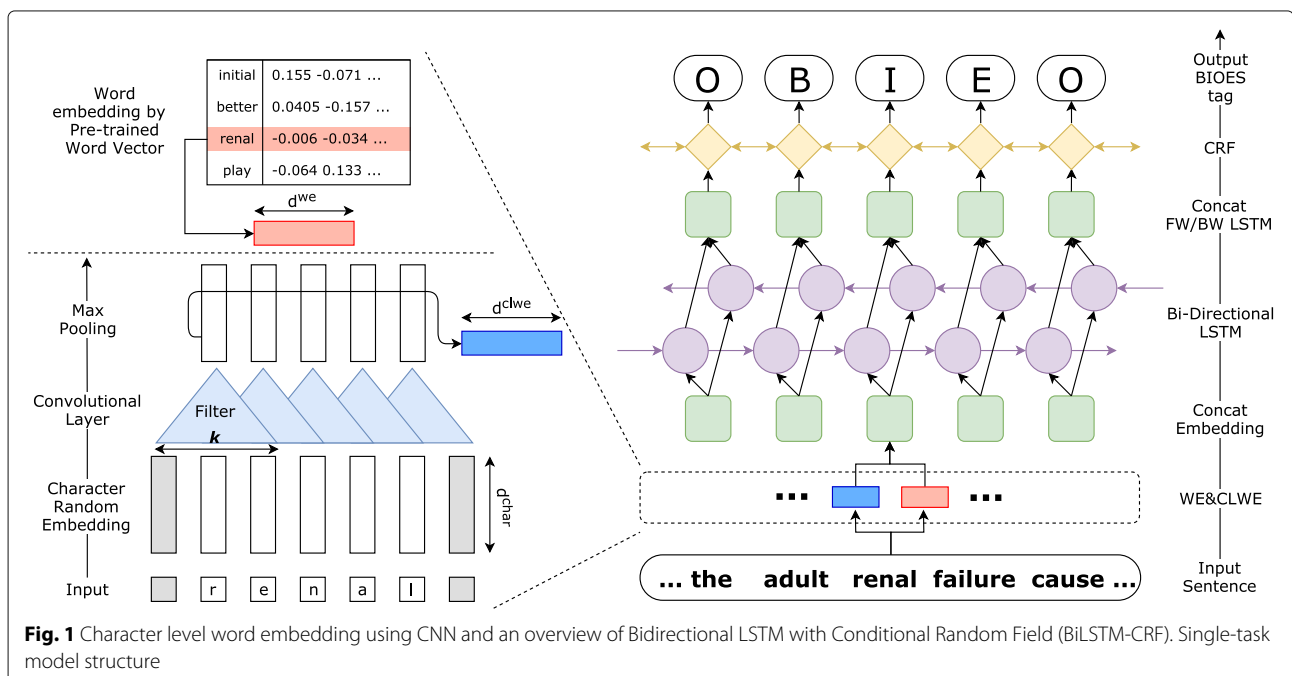 Word
embedding by
Pre-trained
Word Vector
initial 0.155 -0.071 ...
better 0.0405 -0.157 ...
renal -0.006 -0.034 ...
play -0.064 0.133 ...
d^we
Max
Pooling
d^clwe
Convolutional
Layer
Filter
k
Character
Random
Embedding
d^char
Input
r e n a l
O B I E O
Output
BIOES
tag
CRF
Concat
FW/BW LSTM
Bi-Directional
LSTM
Concat
Embedding
... ...
WE&CLWE
... the adult renal failure cause ...
Input
Sentence
Fig. 1 Character level word embedding using CNN and an overview of Bidirectional LSTM with Conditional Random Field (BiLSTM-CRF). Single-task
model structure